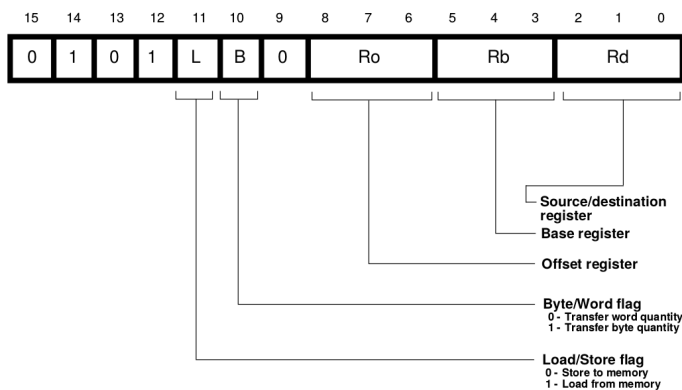 15 14 13 12 11 10 9 8 7 6 5 4 3 2 1 0
0 1 0 1 L B 0 Ro Rb Rd
Source/destination
register
Base register
Offset register
Byte/Word flag
0 - Transfer word quantity
1 - Transfer byte quantity
Load/Store flag
0 - Store to memory
1 - Load from memory